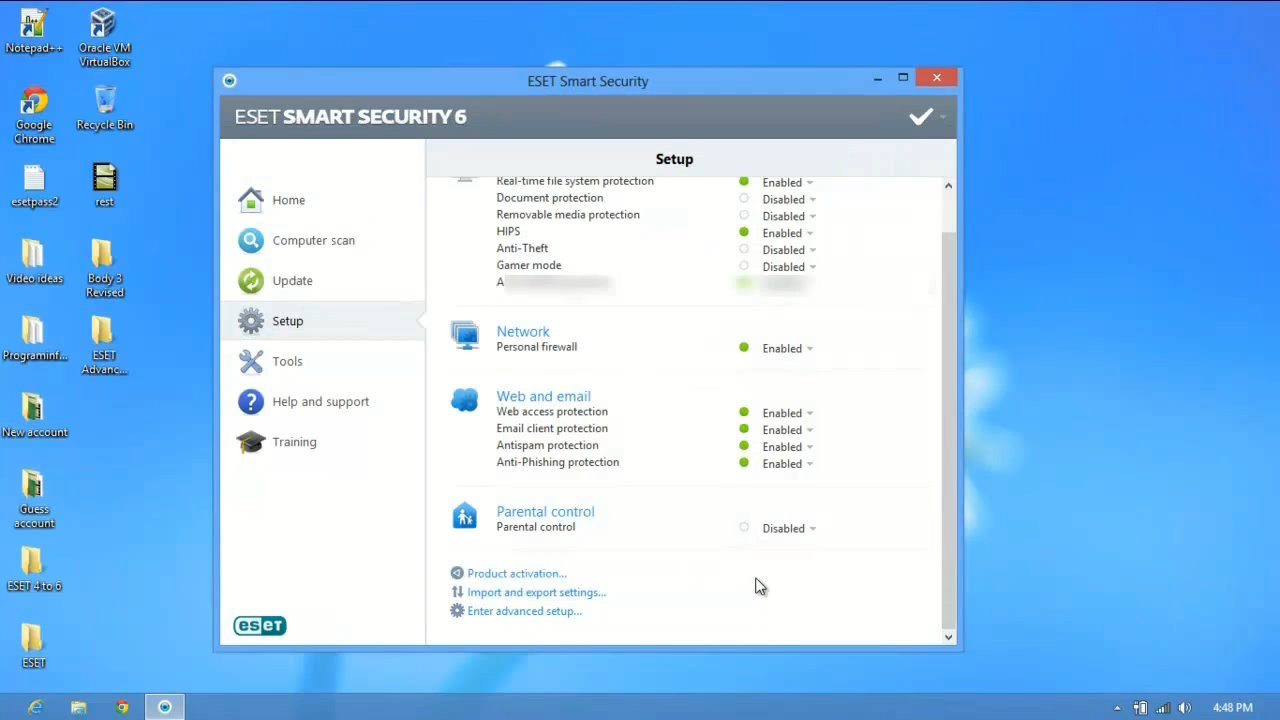 Notepad++
Oracle VM
VirtualBox
Google
Chrome
Recycle Bin
esetpass2
rest
Video ideas
Body 3
Revised
Programinf...
ESET
Advanc...
New account
Guess
account
ESET 4 to 6
ESET
ESET Smart Security
ESET SMART SECURITY 6
Home
Computer scan
Update
Setup
Tools
Help and support
Training
eset
Setup
Real-time file system protection Enabled
Document protection Disabled
Removable media protection Disabled
HIPS Enabled
Anti-Theft Disabled
Gamer mode Disabled
Network
Personal firewall Enabled
Web and email
Web access protection Enabled
Email client protection Enabled
Antispam protection Enabled
Anti-Phishing protection Enabled
Parental control
Parental control Disabled
Product activation...
Import and export settings...
Enter advanced setup...
4:48 PM